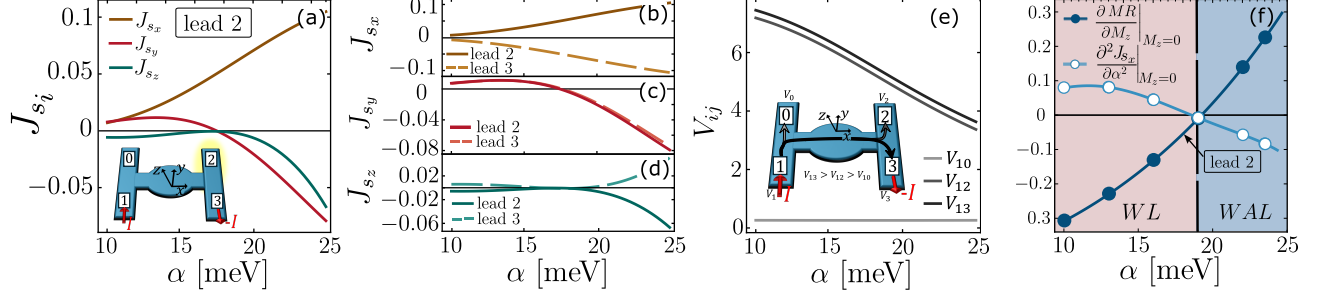 (a)
J_{s_i}
0.1
0.05
0
−0.05
J_{s_x}
J_{s_y}
J_{s_z}
lead 2
0
2
1
3
z
y
x
I
-I
10
15
20
25
α [meV]
(b)
J_{s_x}
0.1
0
−0.1
lead 2
lead 3
(c)
J_{s_y}
0
−0.04
−0.08
lead 2
lead 3
(d)
J_{s_z}
0.02
0
−0.02
−0.06
lead 2
lead 3
10
15
20
25
α [meV]
(e)
V_{ij}
6
4
2
0
V_0
V_2
0
2
z
y
x
1
3
V_{13} > V_{12} > V_{10}
V_1
I
V_3
-I
V_{10}
V_{12}
V_{13}
10
15
20
25
α [meV]
(f)
0.3
0.2
0.1
0
−0.1
0.2
0.3
∂ MR / ∂M_z |_{M_z=0}
∂²J_{s_x} / ∂α² |_{M_z=0}
lead 2
WL
WAL
10
15
20
25
α [meV]